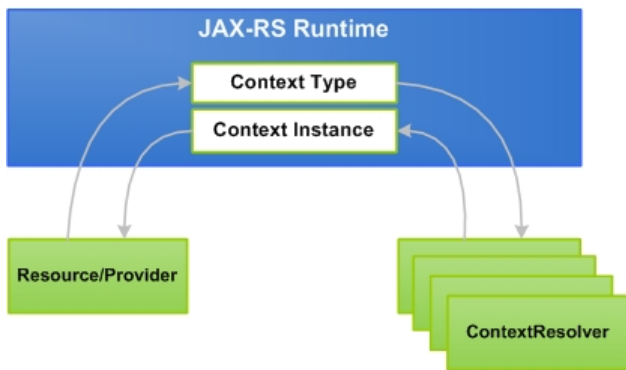 JAX-RS Runtime
Context Type
Context Instance
Resource/Provider
ContextResolver